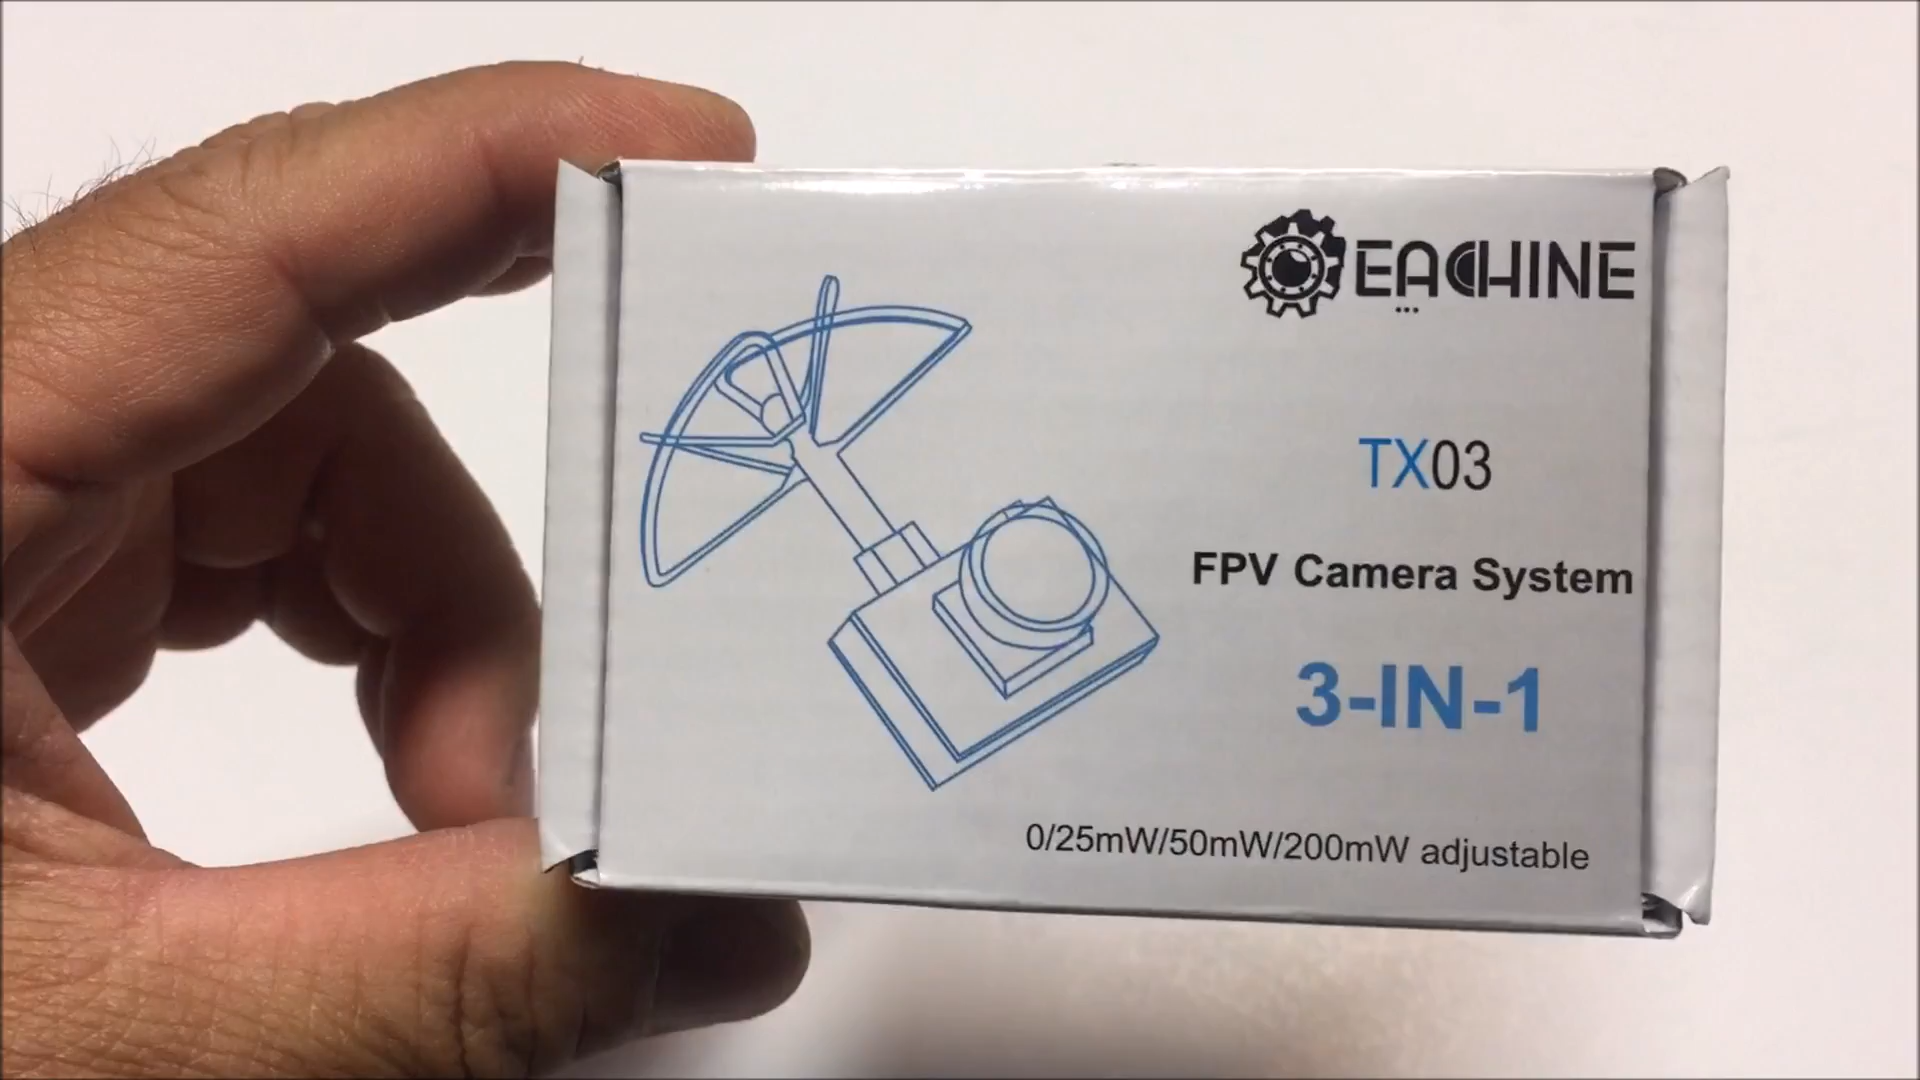 EACHINE
TX03
FPV Camera System
3-IN-1
0/25mW/50mW/200mW adjustable